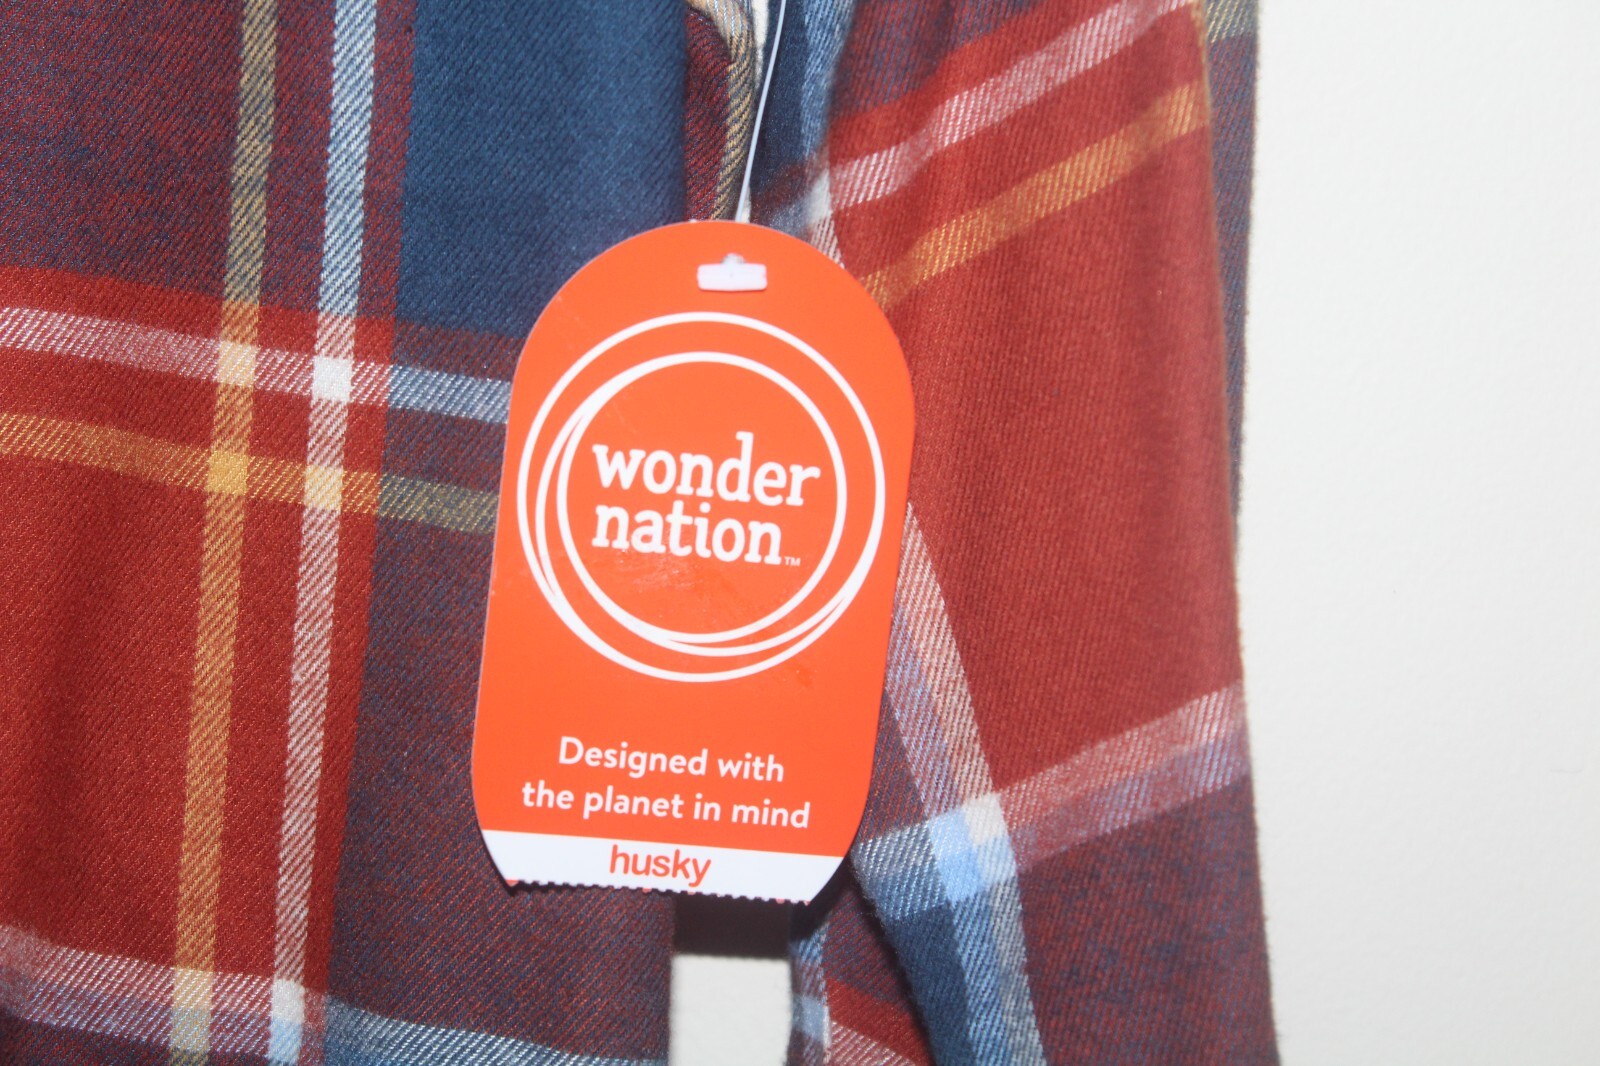 wonder
nation™
Designed with
the planet in mind
husky